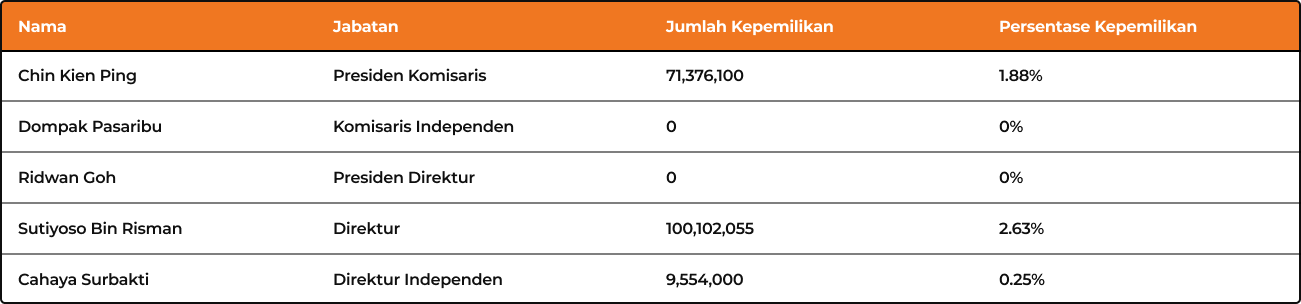 Nama Jabatan Jumlah Kepemilikan Persentase Kepemilikan
Chin Kien Ping Presiden Komisaris 71,376,100 1.88%
Dompak Pasaribu Komisaris Independen 0 0%
Ridwan Goh Presiden Direktur 0 0%
Sutiyoso Bin Risman Direktur 100,102,055 2.63%
Cahaya Surbakti Direktur Independen 9,554,000 0.25%